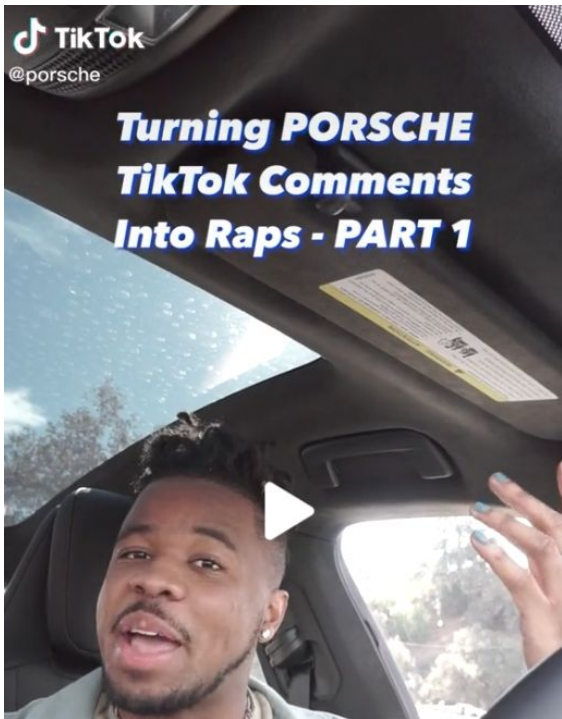 TikTok
@porsche
Turning PORSCHE
TikTok Comments
Into Raps - PART 1